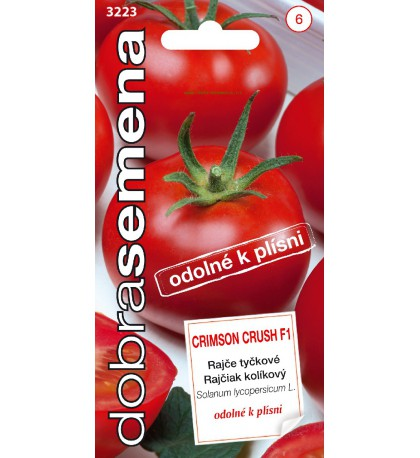 3223
6
dobrasemena
odolné k plísni
CRIMSON CRUSH F1
Rajče tyčkové
Rajčiak kolíkový
Solanum lycopersicum L.
odolné k plísni